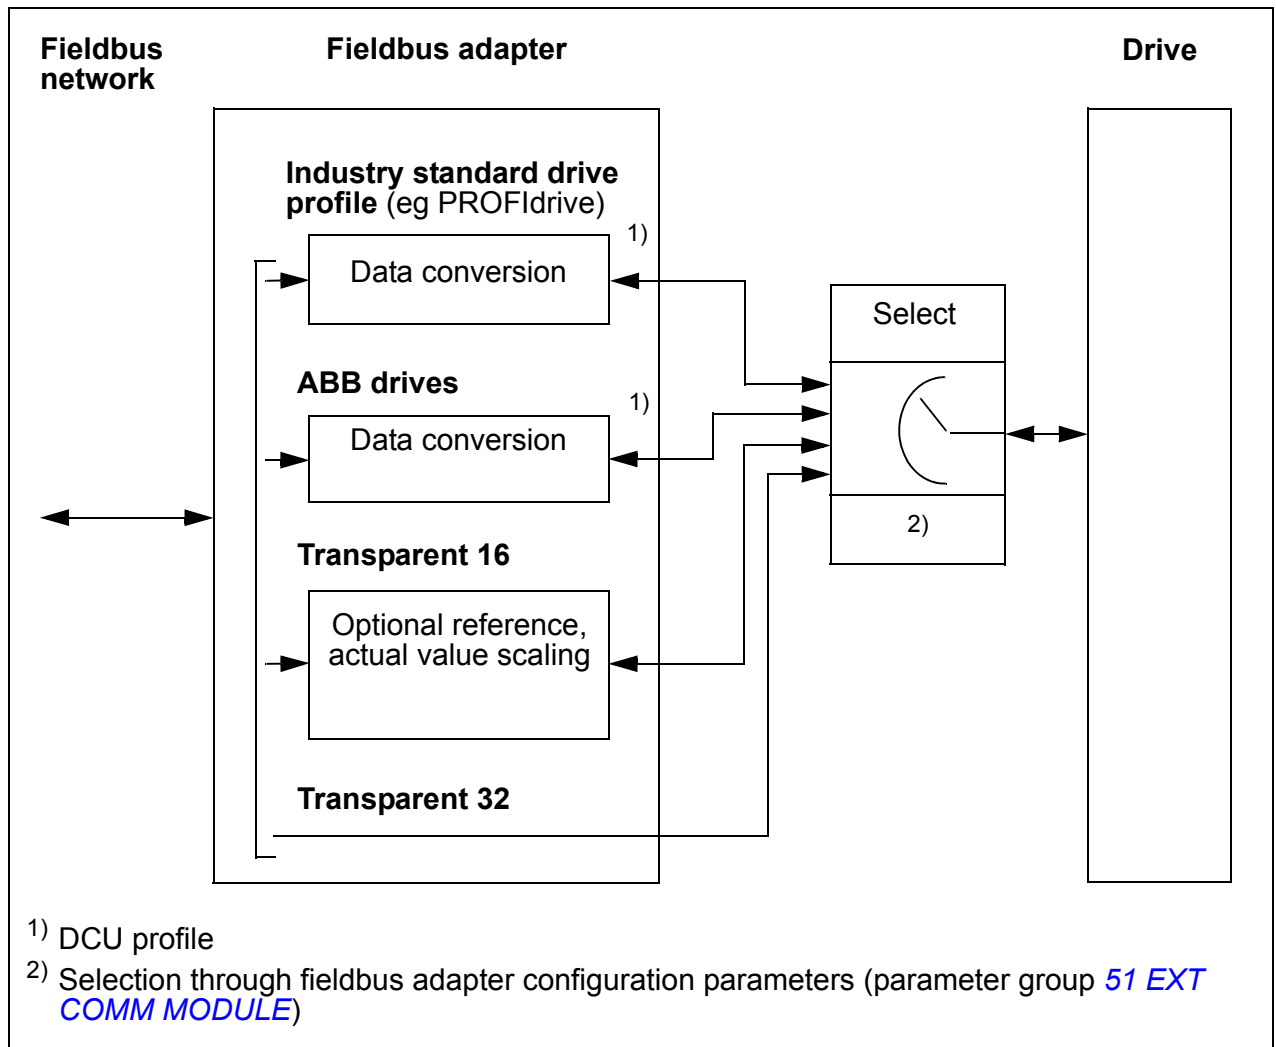 Fieldbus
network
Fieldbus adapter
Drive
Industry standard drive
profile (eg PROFIdrive)
1)
Data conversion
Select
ABB drives
1)
Data conversion
2)
Transparent 16
Optional reference,
actual value scaling
Transparent 32
1) DCU profile
2) Selection through fieldbus adapter configuration parameters (parameter group 51 EXT
COMM MODULE)